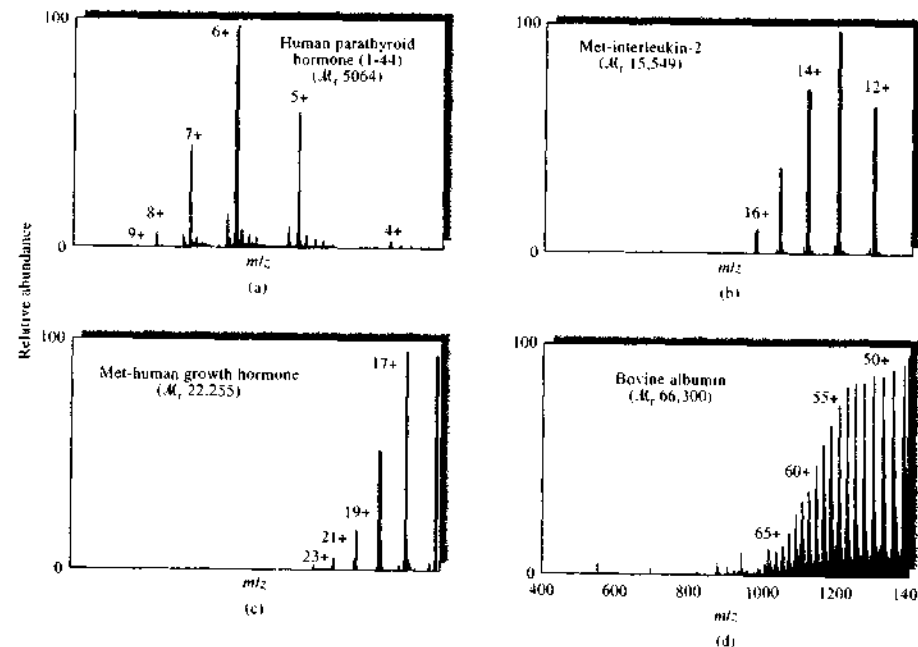 Relative abundance
100
6+
Human parathyroid
hormone (1-44)
(ℳr 5064)
5+
7+
8+
9+
4+
0
m/z
(a)
100
Met-interleukin-2
(ℳr 15,549)
14+
12+
16+
0
m/z
(b)
100
17+
Met-human growth hormone
(ℳr 22.255)
19+
21+
23+
0
m/z
(c)
100
50+
Bovine albumin
(ℳr 66,300)
55+
60+
65+
0
400 600 800 1000 1200 140
m/z
(d)